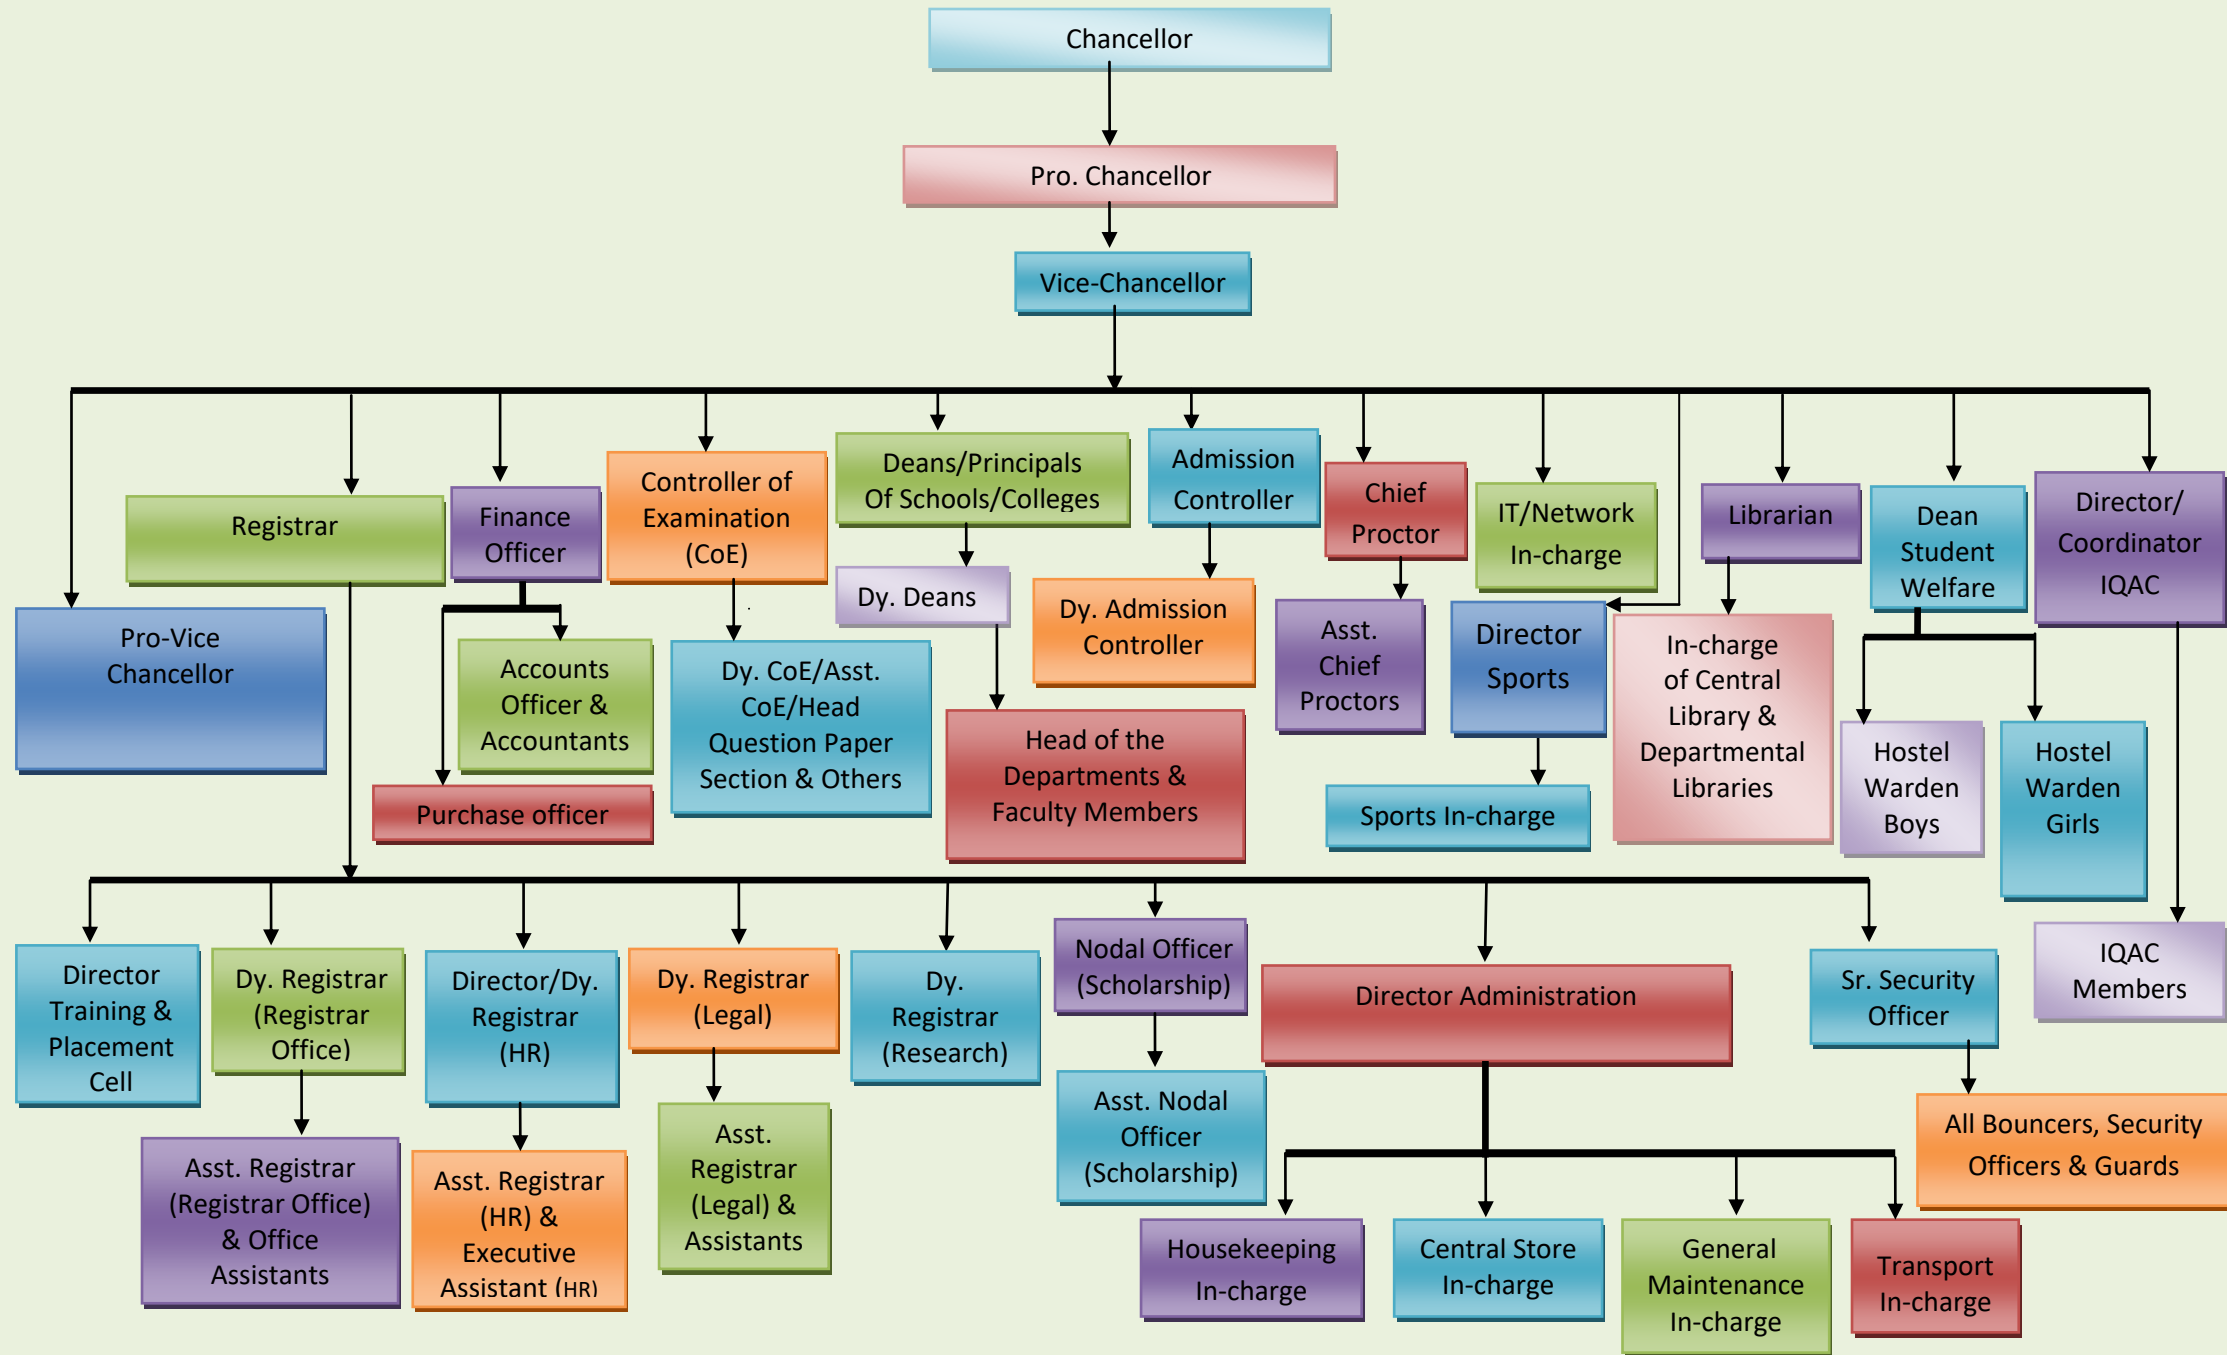 Chancellor
Pro. Chancellor
Vice-Chancellor
Pro-Vice
Chancellor
Registrar
Finance
Officer
Controller of
Examination
(CoE)
Deans/Principals
Of Schools/Colleges
Admission
Controller
Chief
Proctor
IT/Network
In-charge
Director
Sports
Librarian
Dean
Student
Welfare
Director/
Coordinator
IQAC
Purchase officer
Accounts
Officer &
Accountants
Dy. CoE/Asst.
CoE/Head
Question Paper
Section & Others
Dy. Deans
Head of the
Departments &
Faculty Members
Dy. Admission
Controller
Asst.
Chief
Proctors
Sports In-charge
In-charge
of Central
Library &
Departmental
Libraries
Hostel
Warden
Boys
Hostel
Warden
Girls
IQAC
Members
Director
Training &
Placement
Cell
Dy. Registrar
(Registrar
Office)
Director/Dy.
Registrar
(HR)
Dy. Registrar
(Legal)
Dy.
Registrar
(Research)
Nodal Officer
(Scholarship)
Director Administration
Sr. Security
Officer
Asst. Registrar
(Registrar Office)
& Office
Assistants
Asst. Registrar
(HR) &
Executive
Assistant (HR)
Asst.
Registrar
(Legal) &
Assistants
Asst. Nodal
Officer
(Scholarship)
All Bouncers, Security
Officers & Guards
Housekeeping
In-charge
Central Store
In-charge
General
Maintenance
In-charge
Transport
In-charge